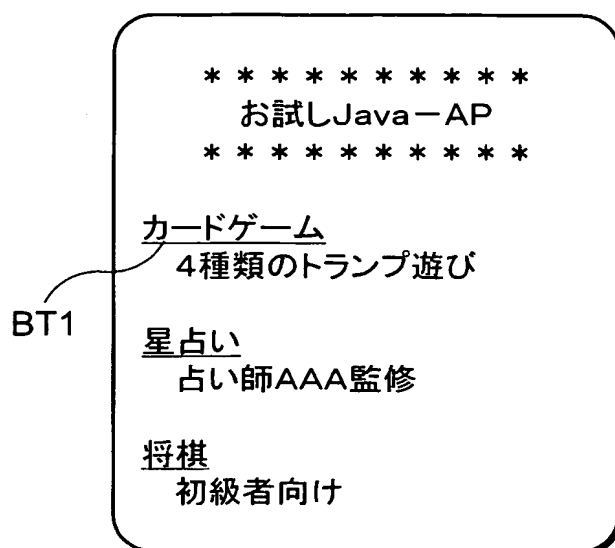 * * * * * * * * * * *
お試しJava－AP
* * * * * * * * * * *
カードゲーム
4種類のトランプ遊び
BT1
星占い
占い師AAA監修
将棋
初級者向け